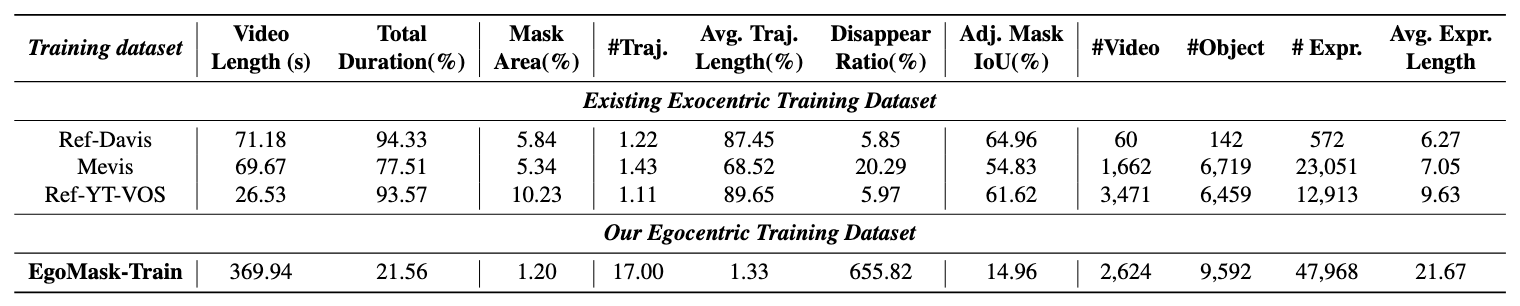 Training dataset Video Length (s) Total Duration(%) Mask Area(%) #Traj. Avg. Traj. Length(%) Disappear Ratio(%) Adj. Mask IoU(%) #Video #Object # Expr. Avg. Expr. Length
Existing Exocentric Training Dataset
Ref-Davis 71.18 94.33 5.84 1.22 87.45 5.85 64.96 60 142 572 6.27
Mevis 69.67 77.51 5.34 1.43 68.52 20.29 54.83 1,662 6,719 23,051 7.05
Ref-YT-VOS 26.53 93.57 10.23 1.11 89.65 5.97 61.62 3,471 6,459 12,913 9.63
Our Egocentric Training Dataset
EgoMask-Train 369.94 21.56 1.20 17.00 1.33 655.82 14.96 2,624 9,592 47,968 21.67